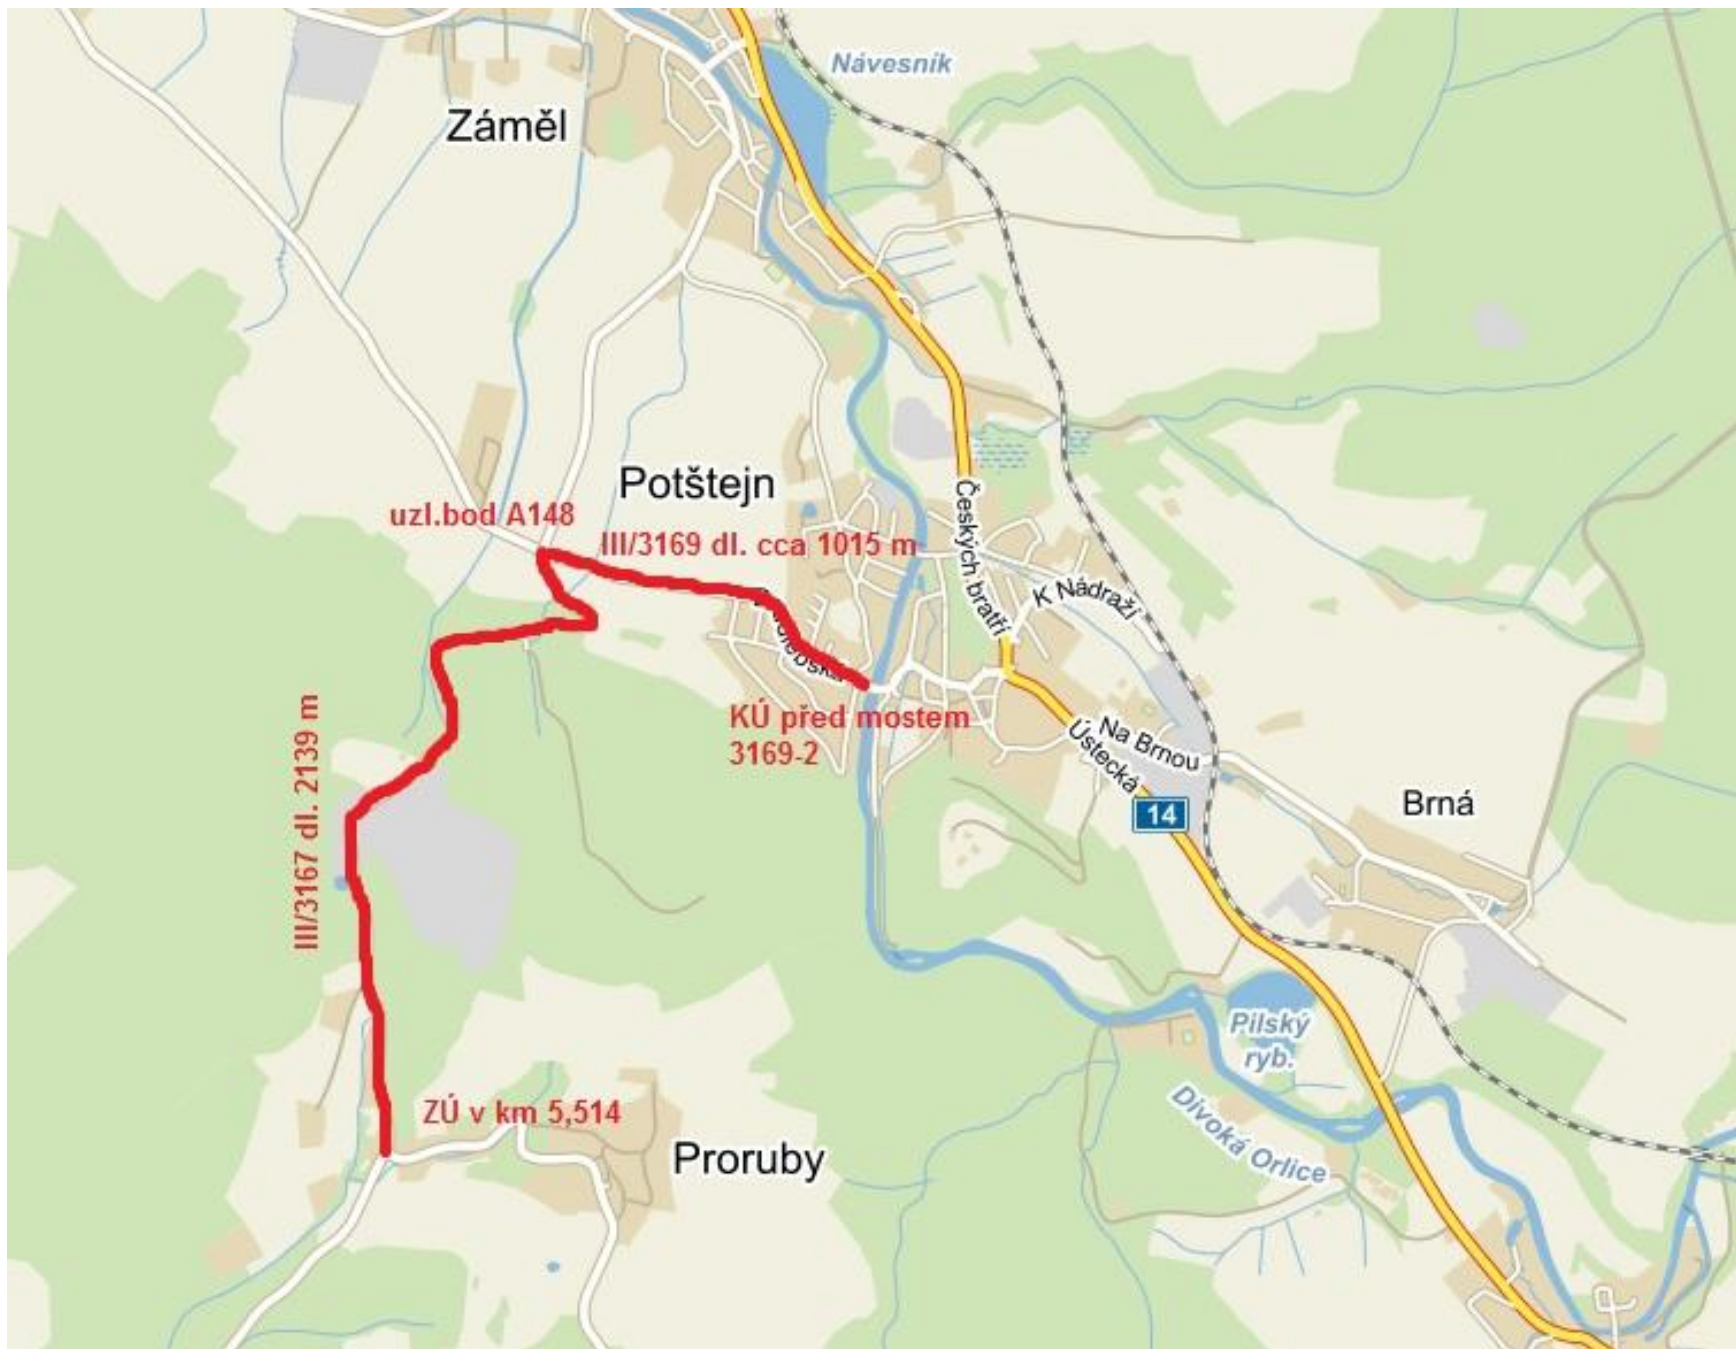 Návesník
Záměl
Potštejn
uzl.bod A148
III/3169 dl. cca 1015 m
Českých bratří
K Nádraží
KÚ před mostem
3169-2
Na Brnou
Ústecká
14
Brná
III/3167 dl. 2139 m
Pilský
ryb.
Divoká Orlice
ZÚ v km 5,514
Proruby